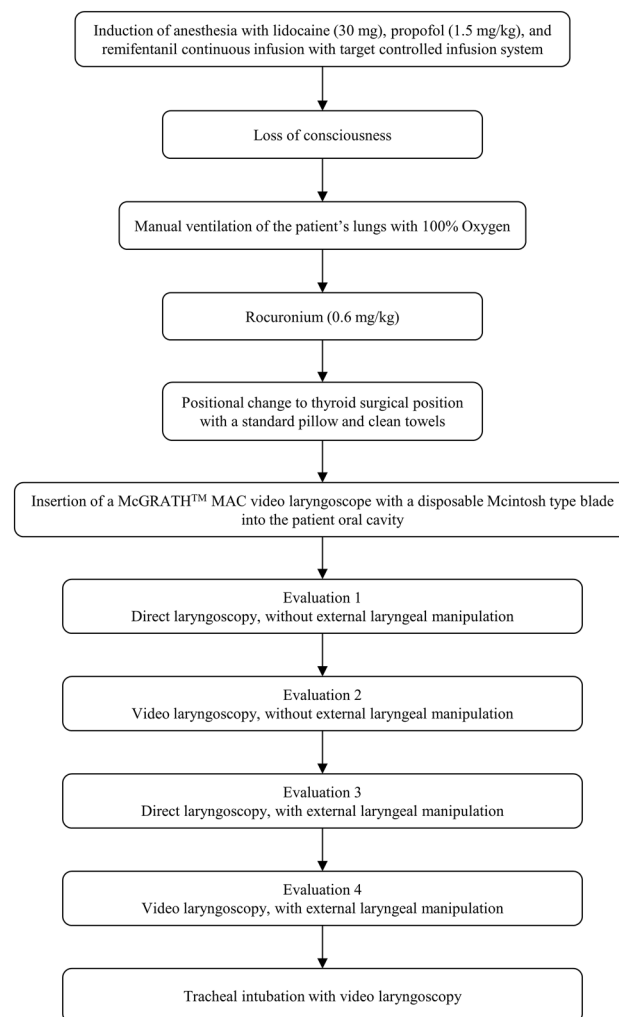 Induction of anesthesia with lidocaine (30 mg), propofol (1.5 mg/kg), and
remifentanil continuous infusion with target controlled infusion system
Loss of consciousness
Manual ventilation of the patient’s lungs with 100% Oxygen
Rocuronium (0.6 mg/kg)
Positional change to thyroid surgical position
with a standard pillow and clean towels
Insertion of a McGRATH™ MAC video laryngoscope with a disposable Mcintosh type blade
into the patient oral cavity
Evaluation 1
Direct laryngoscopy, without external laryngeal manipulation
Evaluation 2
Video laryngoscopy, without external laryngeal manipulation
Evaluation 3
Direct laryngoscopy, with external laryngeal manipulation
Evaluation 4
Video laryngoscopy, with external laryngeal manipulation
Tracheal intubation with video laryngoscopy